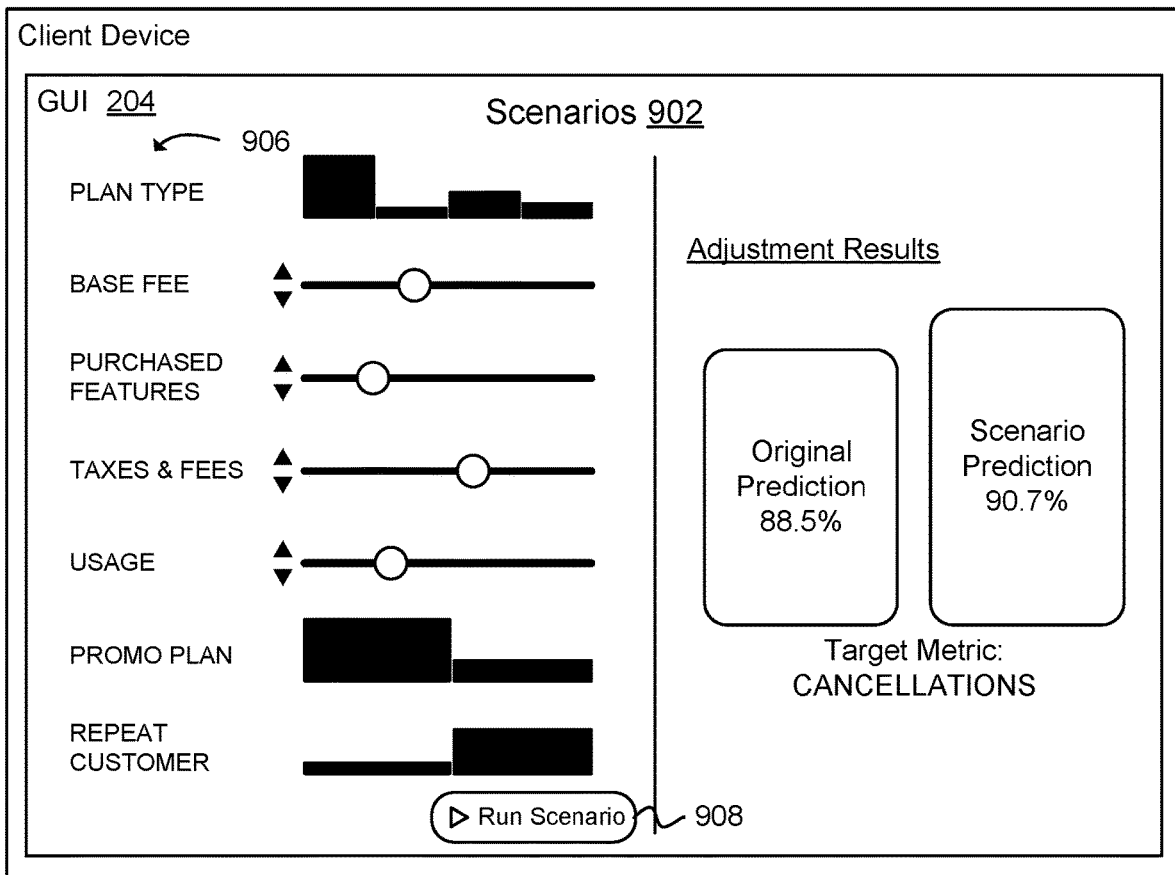 Client Device
GUI 204
Scenarios 902
906
PLAN TYPE
BASE FEE
PURCHASED
FEATURES
TAXES & FEES
USAGE
PROMO PLAN
REPEAT
CUSTOMER
Run Scenario
908
Adjustment Results
Original
Prediction
88.5%
Scenario
Prediction
90.7%
Target Metric:
CANCELLATIONS